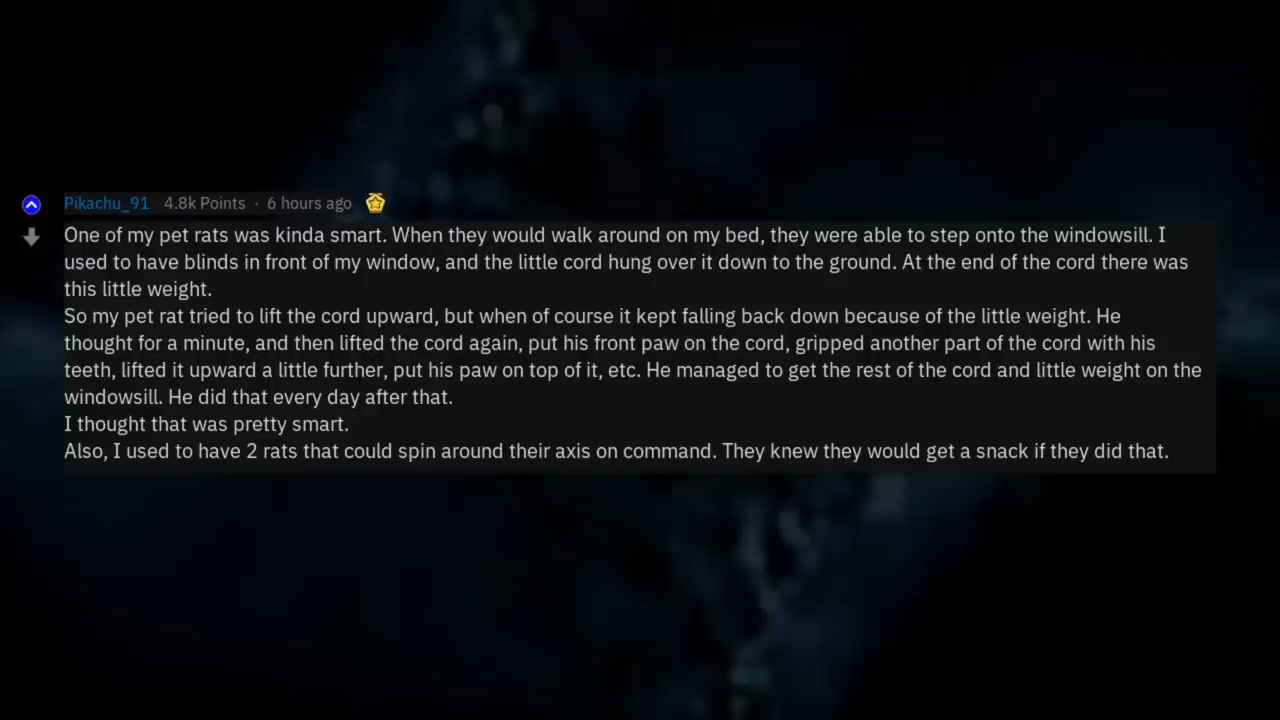 Pikachu_91 4.8k Points · 6 hours ago
One of my pet rats was kinda smart. When they would walk around on my bed, they were able to step onto the windowsill. I
used to have blinds in front of my window, and the little cord hung over it down to the ground. At the end of the cord there was
this little weight.
So my pet rat tried to lift the cord upward, but when of course it kept falling back down because of the little weight. He
thought for a minute, and then lifted the cord again, put his front paw on the cord, gripped another part of the cord with his
teeth, lifted it upward a little further, put his paw on top of it, etc. He managed to get the rest of the cord and little weight on the
windowsill. He did that every day after that.
I thought that was pretty smart.
Also, I used to have 2 rats that could spin around their axis on command. They knew they would get a snack if they did that.